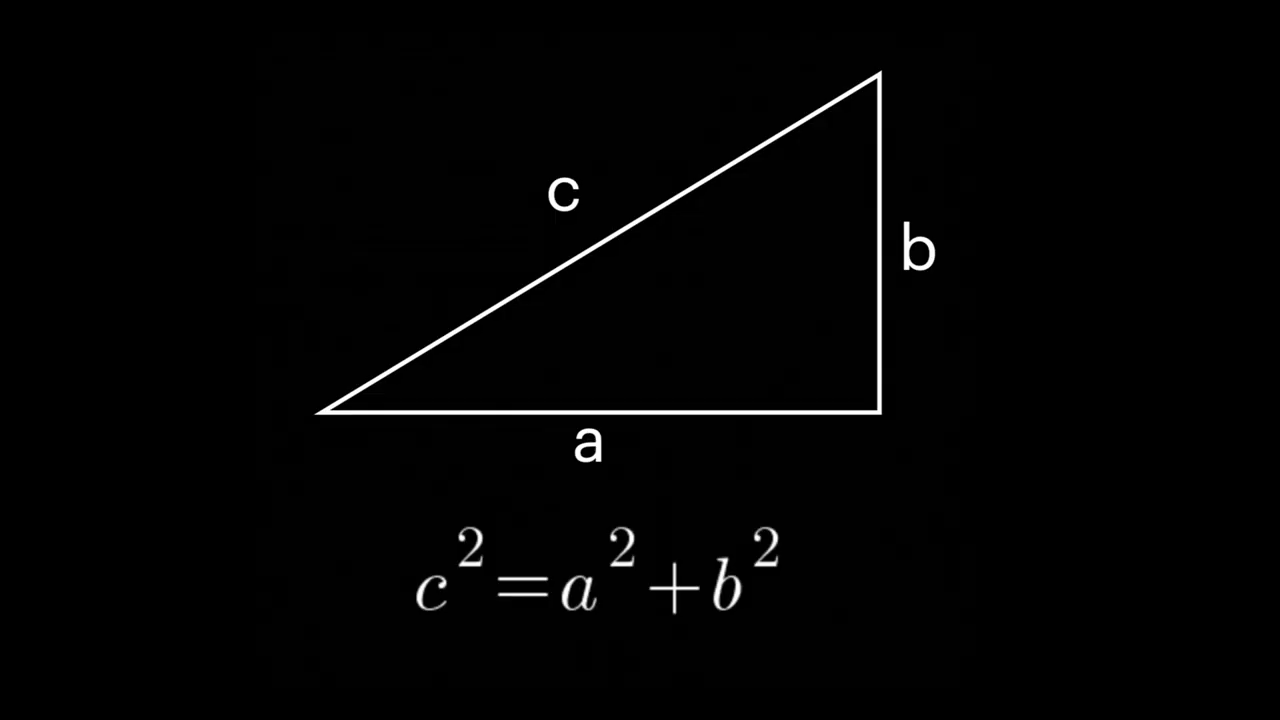 c
b
a
c² = a² + b²